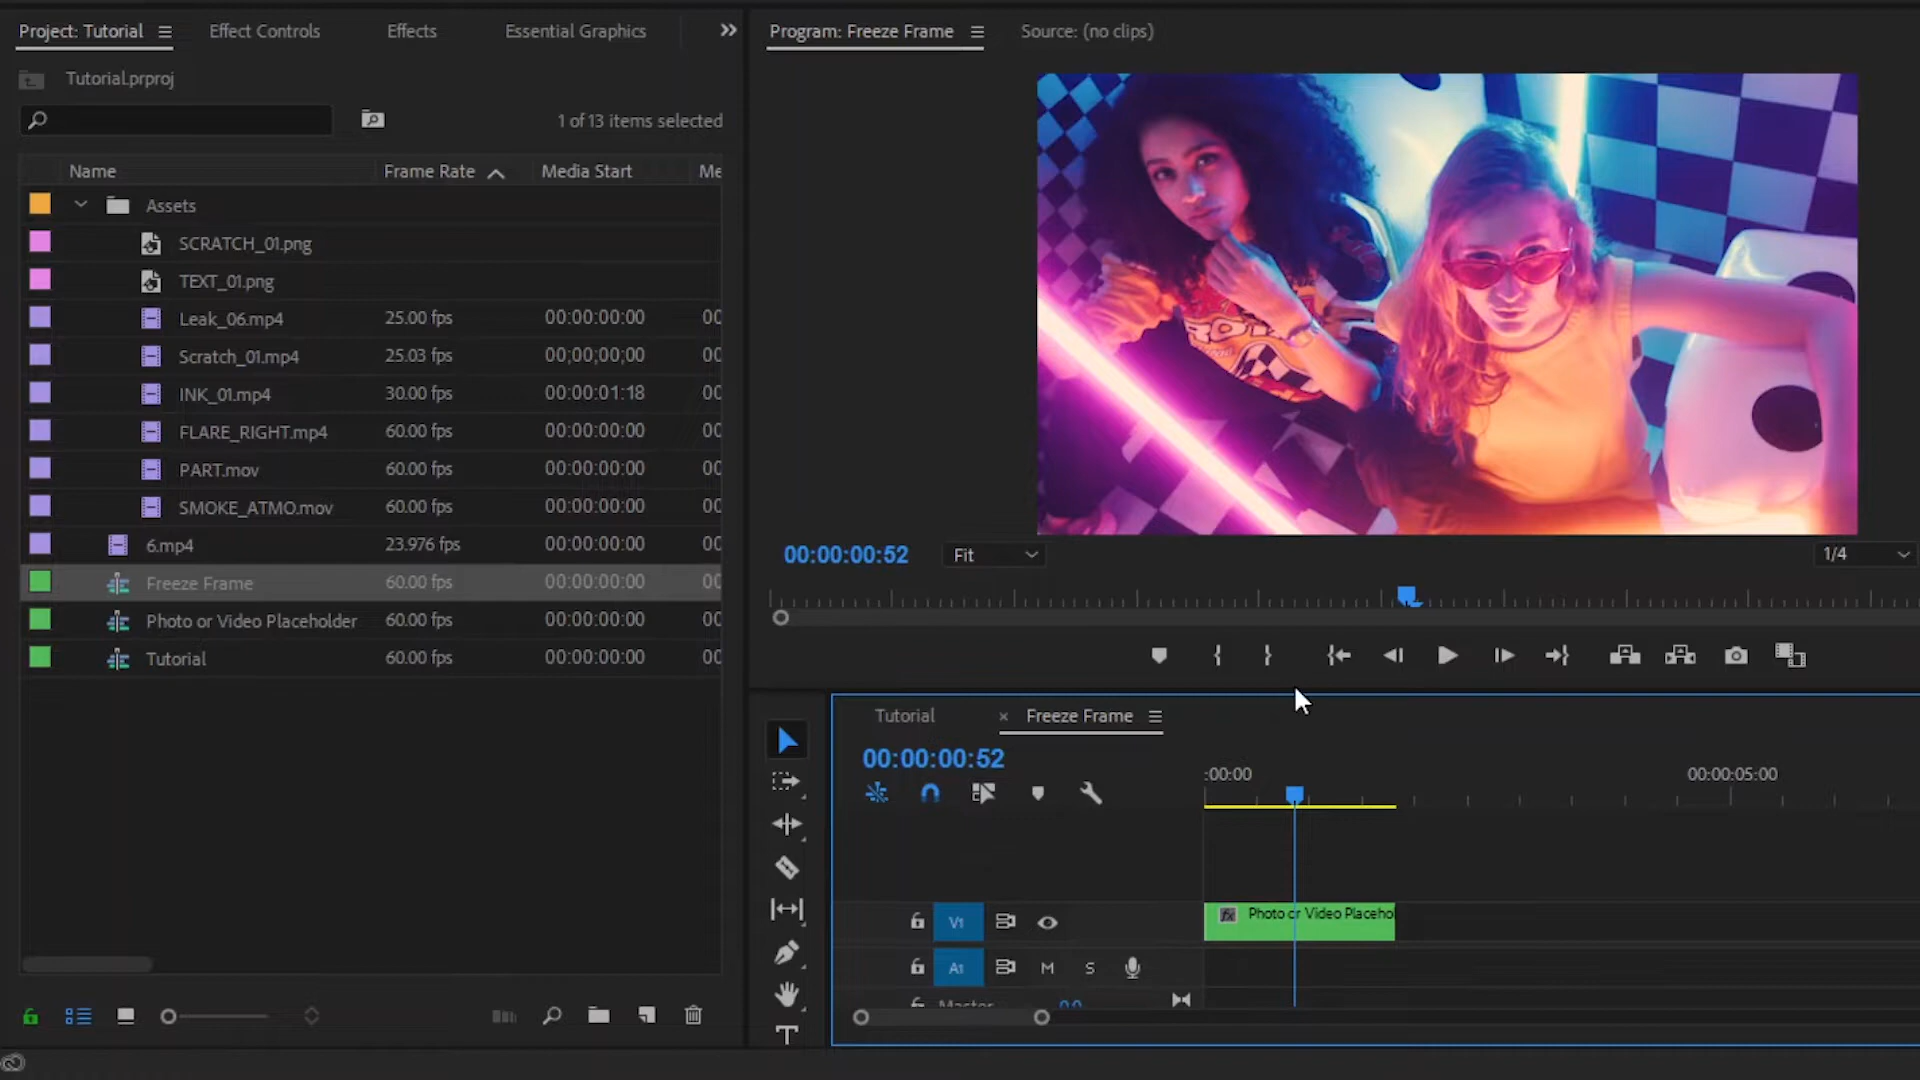 Project: Tutorial
Effect Controls
Effects
Essential Graphics
Program: Freeze Frame
Source: (no clips)
Tutorial.prproj
1 of 13 items selected
Name
Frame Rate
Media Start
Me
Assets
SCRATCH_01.png
TEXT_01.png
Leak_06.mp4 25.00 fps 00:00:00:00 00
Scratch_01.mp4 25.03 fps 00;00;00;00 00
INK_01.mp4 30.00 fps 00:00:01:18 00
FLARE_RIGHT.mp4 60.00 fps 00:00:00:00 00
PART.mov 60.00 fps 00:00:00:00 00
SMOKE_ATMO.mov 60.00 fps 00:00:00:00 00
6.mp4 23.976 fps 00:00:00:00 00
Freeze Frame 60.00 fps 00:00:00:00 00
Photo or Video Placeholder 60.00 fps 00:00:00:00 00
Tutorial 60.00 fps 00:00:00:00 00
00:00:00:52
Fit
1/4
Tutorial
× Freeze Frame
00:00:00:52
:00:00
00:00:05:00
V1
fx Photo or Video Placeho
A1 M S
Master 0.0